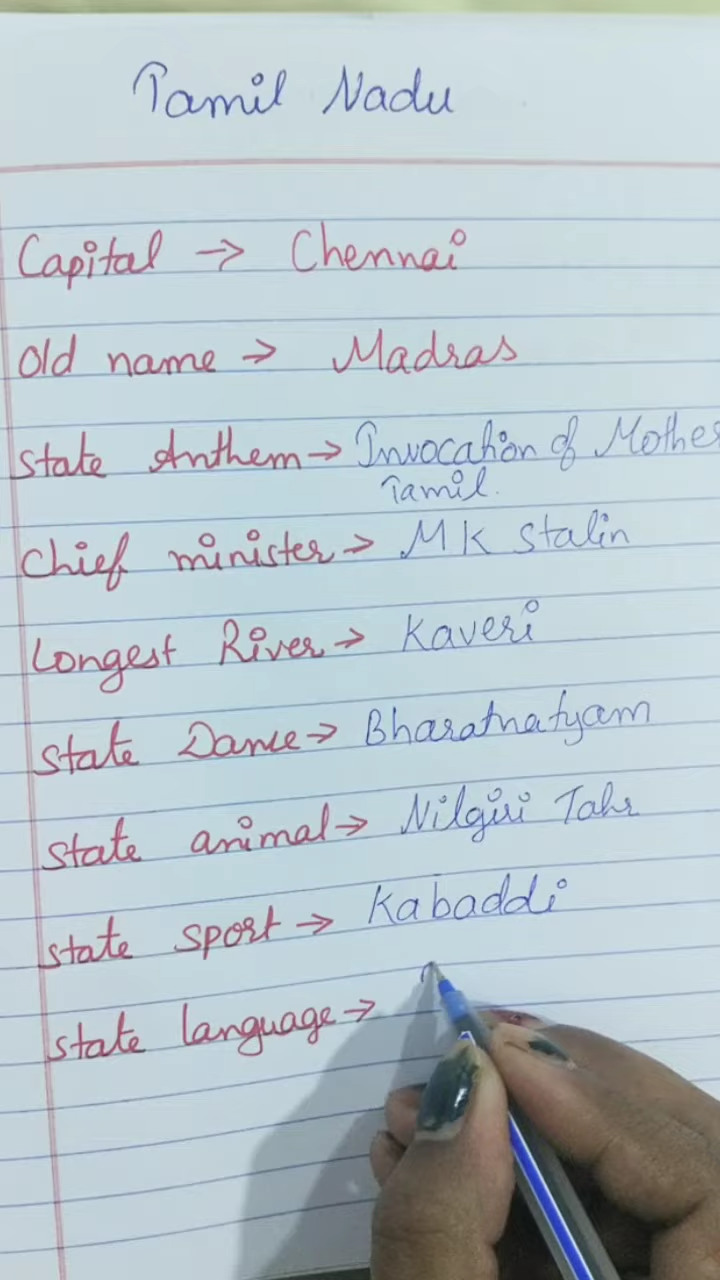 Tamil Nadu
Capital → Chennai
Old name → Madras
State Anthem → Invocation of Mother
Tamil.
Chief minister → MK Stalin
Longest River → Kaveri
State Dance → Bharatnatyam
State animal → Nilgiri Tahr
State sport → Kabaddi
State language →